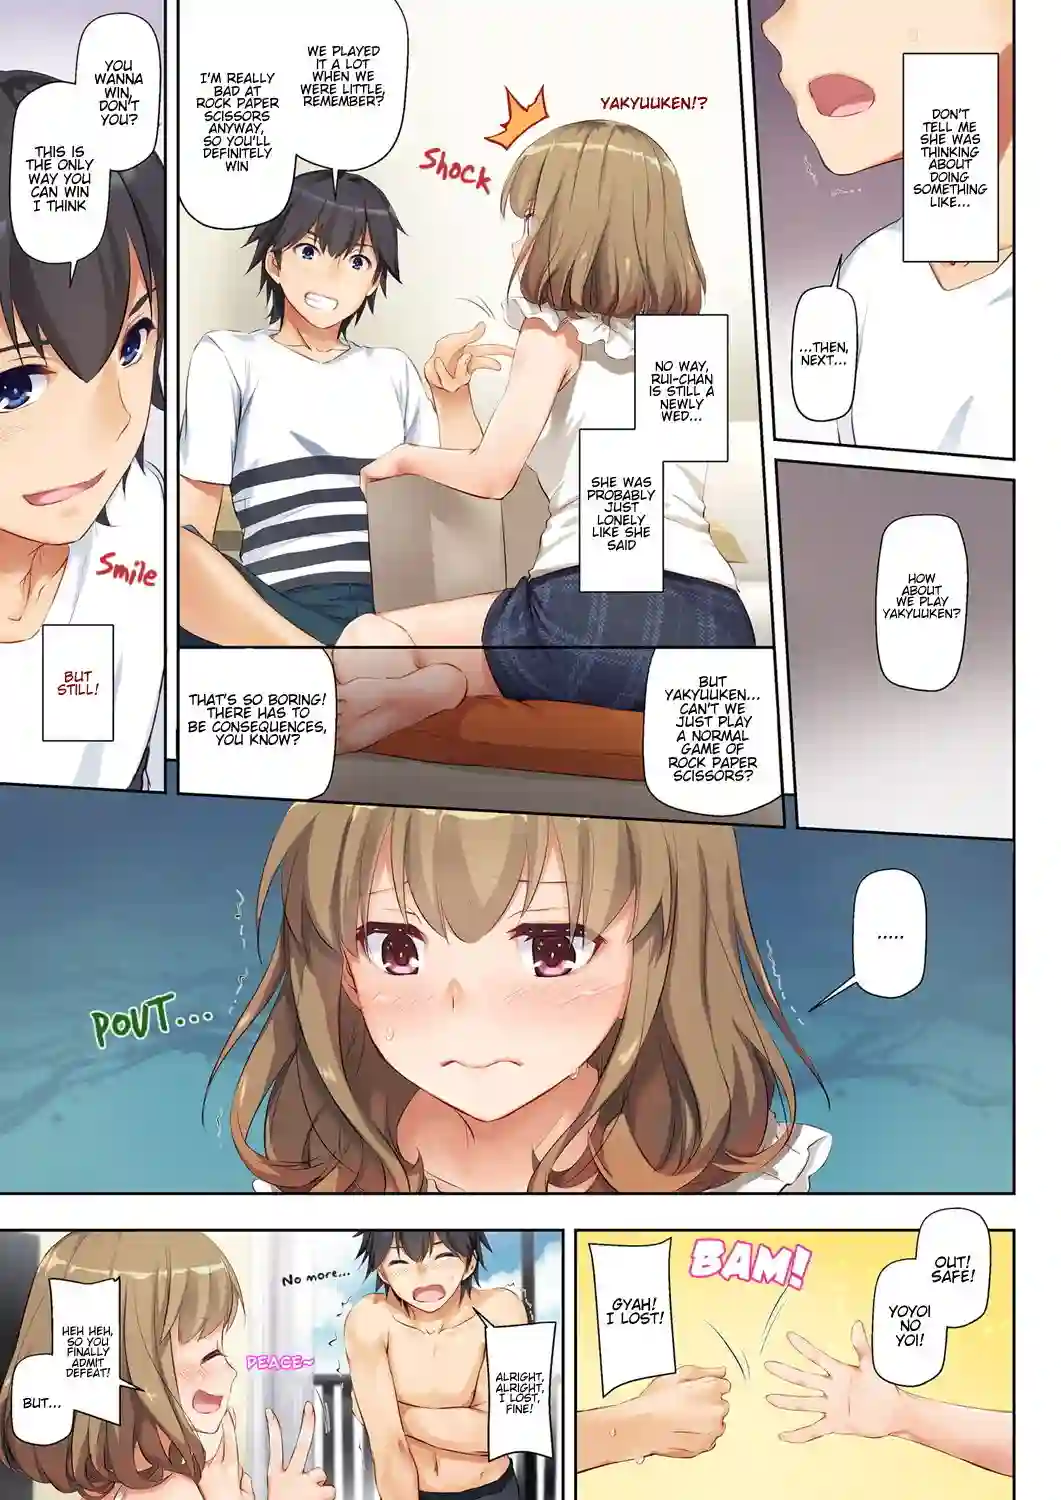 DON'T
TELL ME
SHE WAS
THINKING
ABOUT
DOING
SOMETHING
LIKE...
...THEN,
NEXT...
HOW
ABOUT
WE PLAY
YAKYUUKEN?
YAKYUUKEN!?
Shock
WE PLAYED
IT A LOT
WHEN WE
WERE LITTLE,
REMEMBER?
I'M REALLY
BAD AT
ROCK PAPER
SCISSORS
ANYWAY,
SO YOU'LL
DEFINITELY
WIN
NO WAY,
RUI-CHAN
IS STILL A
NEWLY
WED...
SHE WAS
PROBABLY
JUST
LONELY
LIKE SHE
SAID
BUT
YAKYUUKEN...
CAN'T WE
JUST PLAY
A NORMAL
GAME OF
ROCK PAPER
SCISSORS?
THAT'S SO BORING!
THERE HAS TO
BE CONSEQUENCES,
YOU KNOW?
YOU
WANNA
WIN,
DON'T
YOU?
THIS IS
THE ONLY
WAY YOU
CAN WIN
I THINK
Smile
BUT
STILL!
.....
POUT...
OUT!
SAFE!
YOYOI
NO
YOI!
BAM!
GYAH!
I LOST!
No more...
ALRIGHT,
ALRIGHT,
I LOST,
FINE!
PEACE~
HEH HEH,
SO YOU
FINALLY
ADMIT
DEFEAT!
BUT...